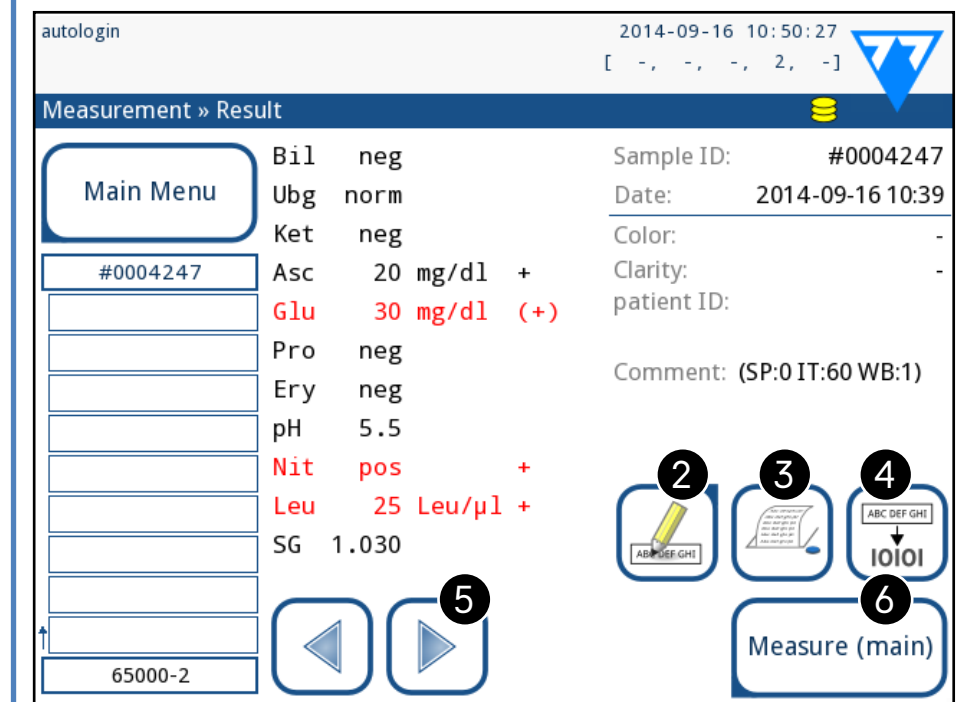 autologin
2014-09-16 10:50:27
[ -, -, -, 2, -]
Measurement » Result
Main Menu
#0004247
65000-2
Bil neg
Ubg norm
Ket neg
Asc 20 mg/dl +
Glu 30 mg/dl (+)
Pro neg
Ery neg
pH 5.5
Nit pos +
Leu 25 Leu/µl +
SG 1.030
Sample ID: #0004247
Date: 2014-09-16 10:39
Color: -
Clarity: -
patient ID:
Comment: (SP:0 IT:60 WB:1)
2
ABC DEF GHI
3
4
ABC DEF GHI
IOIOI
5
6
Measure (main)